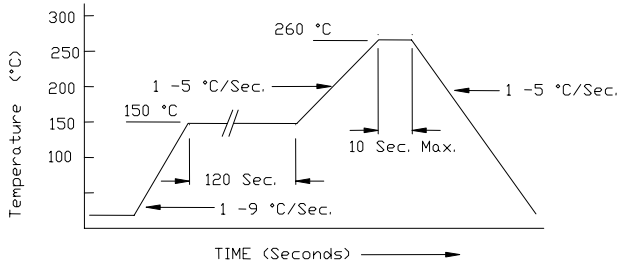 300
260 °C
250
1 -5 °C/Sec.
200
1 -5 °C/Sec.
150 °C
150
10 Sec. Max.
100
120 Sec.
1 -9 °C/Sec.
Temperature (°C)
TIME (Seconds)